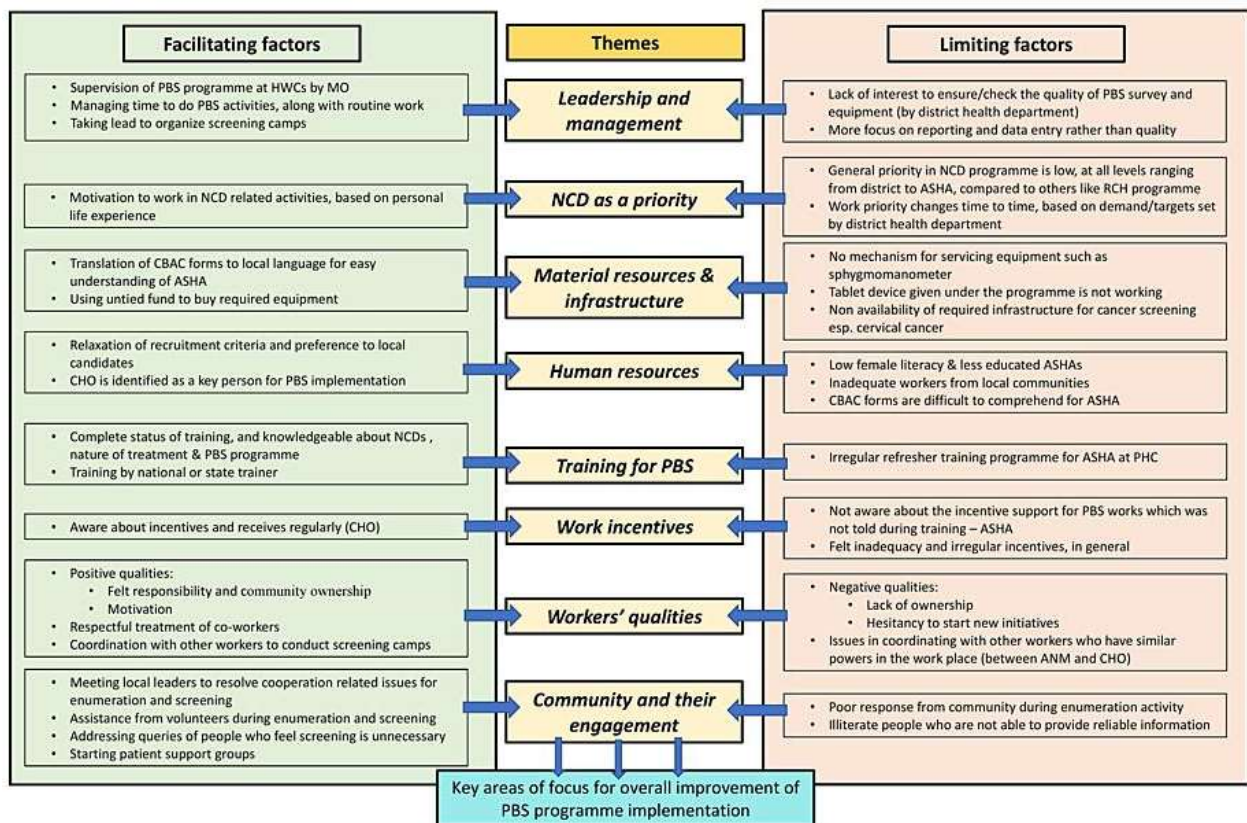 Facilitating factors
Themes
Limiting factors
• Supervision of PBS programme at HWCs by MO
• Managing time to do PBS activities, along with routine work
• Taking lead to organize screening camps
Leadership and
management
• Lack of interest to ensure/check the quality of PBS survey and
equipment (by district health department)
• More focus on reporting and data entry rather than quality
• Motivation to work in NCD related activities, based on personal
life experience
NCD as a priority
• General priority in NCD programme is low, at all levels ranging
from district to ASHA, compared to others like RCH programme
• Work priority changes time to time, based on demand/targets set
by district health department
• Translation of CBAC forms to local language for easy
understanding of ASHA
• Using untied fund to buy required equipment
Material resources &
infrastructure
• No mechanism for servicing equipment such as
sphygmomanometer
• Tablet device given under the programme is not working
• Non availability of required infrastructure for cancer screening
esp. cervical cancer
• Relaxation of recruitment criteria and preference to local
candidates
• CHO is identified as a key person for PBS implementation
Human resources
• Low female literacy & less educated ASHAs
• Inadequate workers from local communities
• CBAC forms are difficult to comprehend for ASHA
• Complete status of training, and knowledgeable about NCDs ,
nature of treatment & PBS programme
• Training by national or state trainer
Training for PBS
• Irregular refresher training programme for ASHA at PHC
• Aware about incentives and receives regularly (CHO)
Work incentives
• Not aware about the incentive support for PBS works which was
not told during training – ASHA
• Felt inadequacy and irregular incentives, in general
• Positive qualities:
• Felt responsibility and community ownership
• Motivation
• Respectful treatment of co-workers
• Coordination with other workers to conduct screening camps
Workers' qualities
• Negative qualities:
• Lack of ownership
• Hesitancy to start new initiatives
• Issues in coordinating with other workers who have similar
powers in the work place (between ANM and CHO)
• Meeting local leaders to resolve cooperation related issues for
enumeration and screening
• Assistance from volunteers during enumeration and screening
• Addressing queries of people who feel screening is unnecessary
• Starting patient support groups
Community and their
engagement
• Poor response from community during enumeration activity
• Illiterate people who are not able to provide reliable information
Key areas of focus for overall improvement of
PBS programme implementation